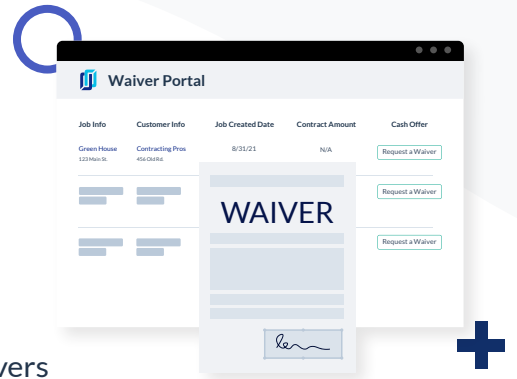 Waiver Portal
Job Info Customer Info Job Created Date Contract Amount Cash Offer
Green House Contracting Pros 8/31/21 N/A Request a Waiver
123 Main St. 456 Old Rd.
Request a Waiver
WAIVER
Request a Waiver
vers